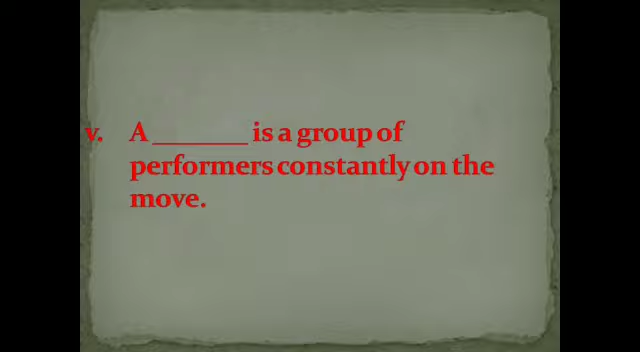 v. A _______ is a group of
performers constantly on the
move.